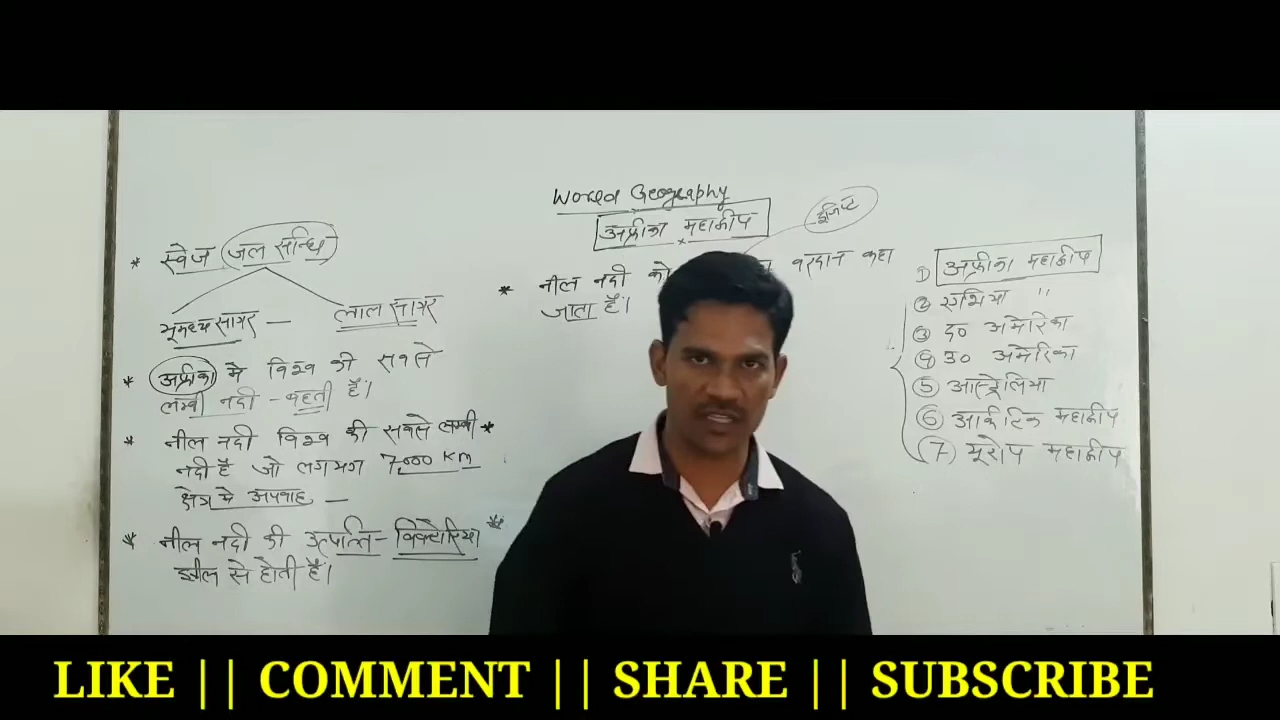 World Geography
अफ्रीका महाद्वीप
* स्वेज जल सन्धि
भूमध्य सागर — लाल सागर
* अफ्रीका मे विश्व की सबसे
लम्बी नदी - बहती है।
* नील नदी विश्व की सबसे लम्बी *
नदी है जो लगभग 7,000 km
क्षेत्र मे अपवाह —
* नील नदी की उत्पत्ति - विक्टोरिया *
झील से होती है।
इजिप्ट
* नील नदी को वरदान कहा
जाता है।
1) अफ्रीका महाद्वीप
② एशिया "
③ द० अमेरिका
④ उ० अमेरिका
⑤ आस्ट्रेलिया
⑥ आर्कटिक महाद्वीप
(7) यूरोप महाद्वीप
LIKE || COMMENT || SHARE || SUBSCRIBE